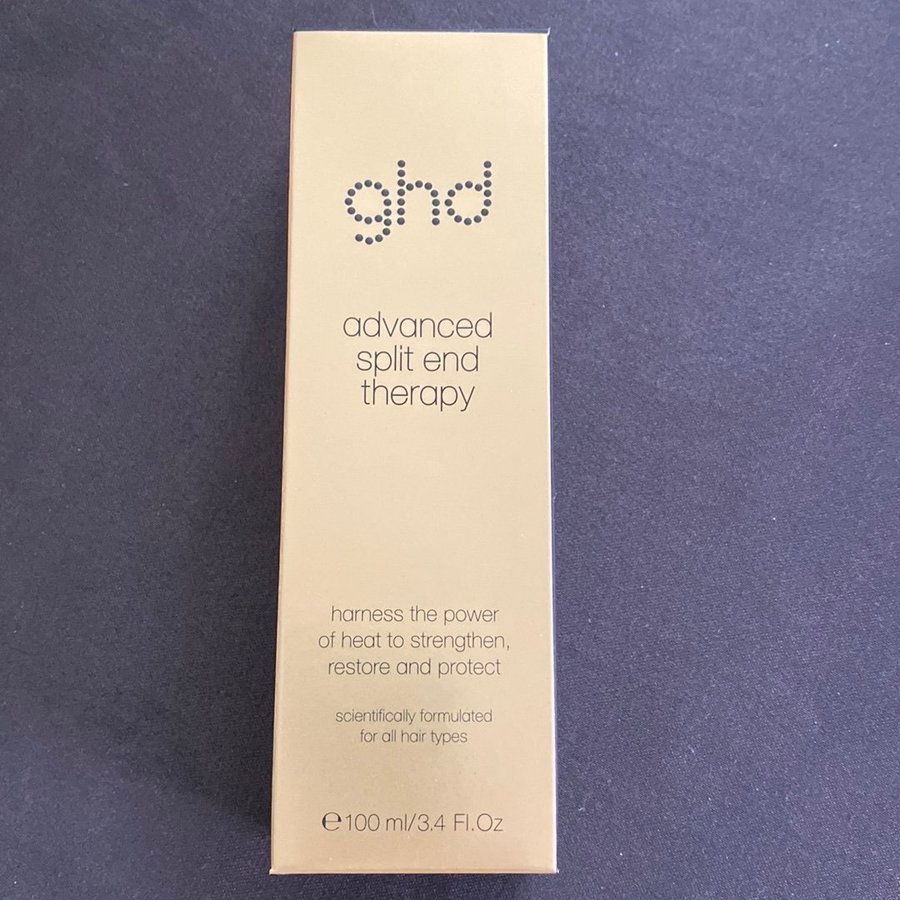 ghd
advanced
split end
therapy
harness the power
of heat to strengthen,
restore and protect
scientifically formulated
for all hair types
℮100 ml/3.4 Fl.Oz